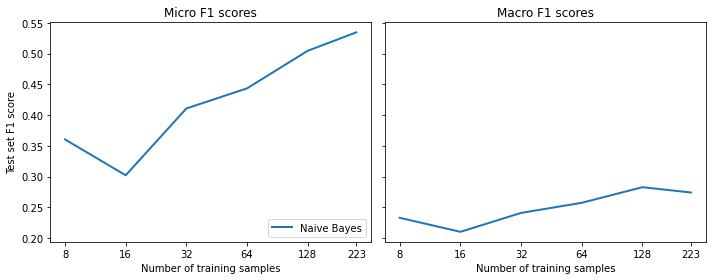 Micro F1 scores
Macro F1 scores
0.55
0.50
0.45
0.40
0.35
0.30
0.25
0.20
Test set F1 score
Naive Bayes
8 16 32 64 128 223
Number of training samples
8 16 32 64 128 223
Number of training samples